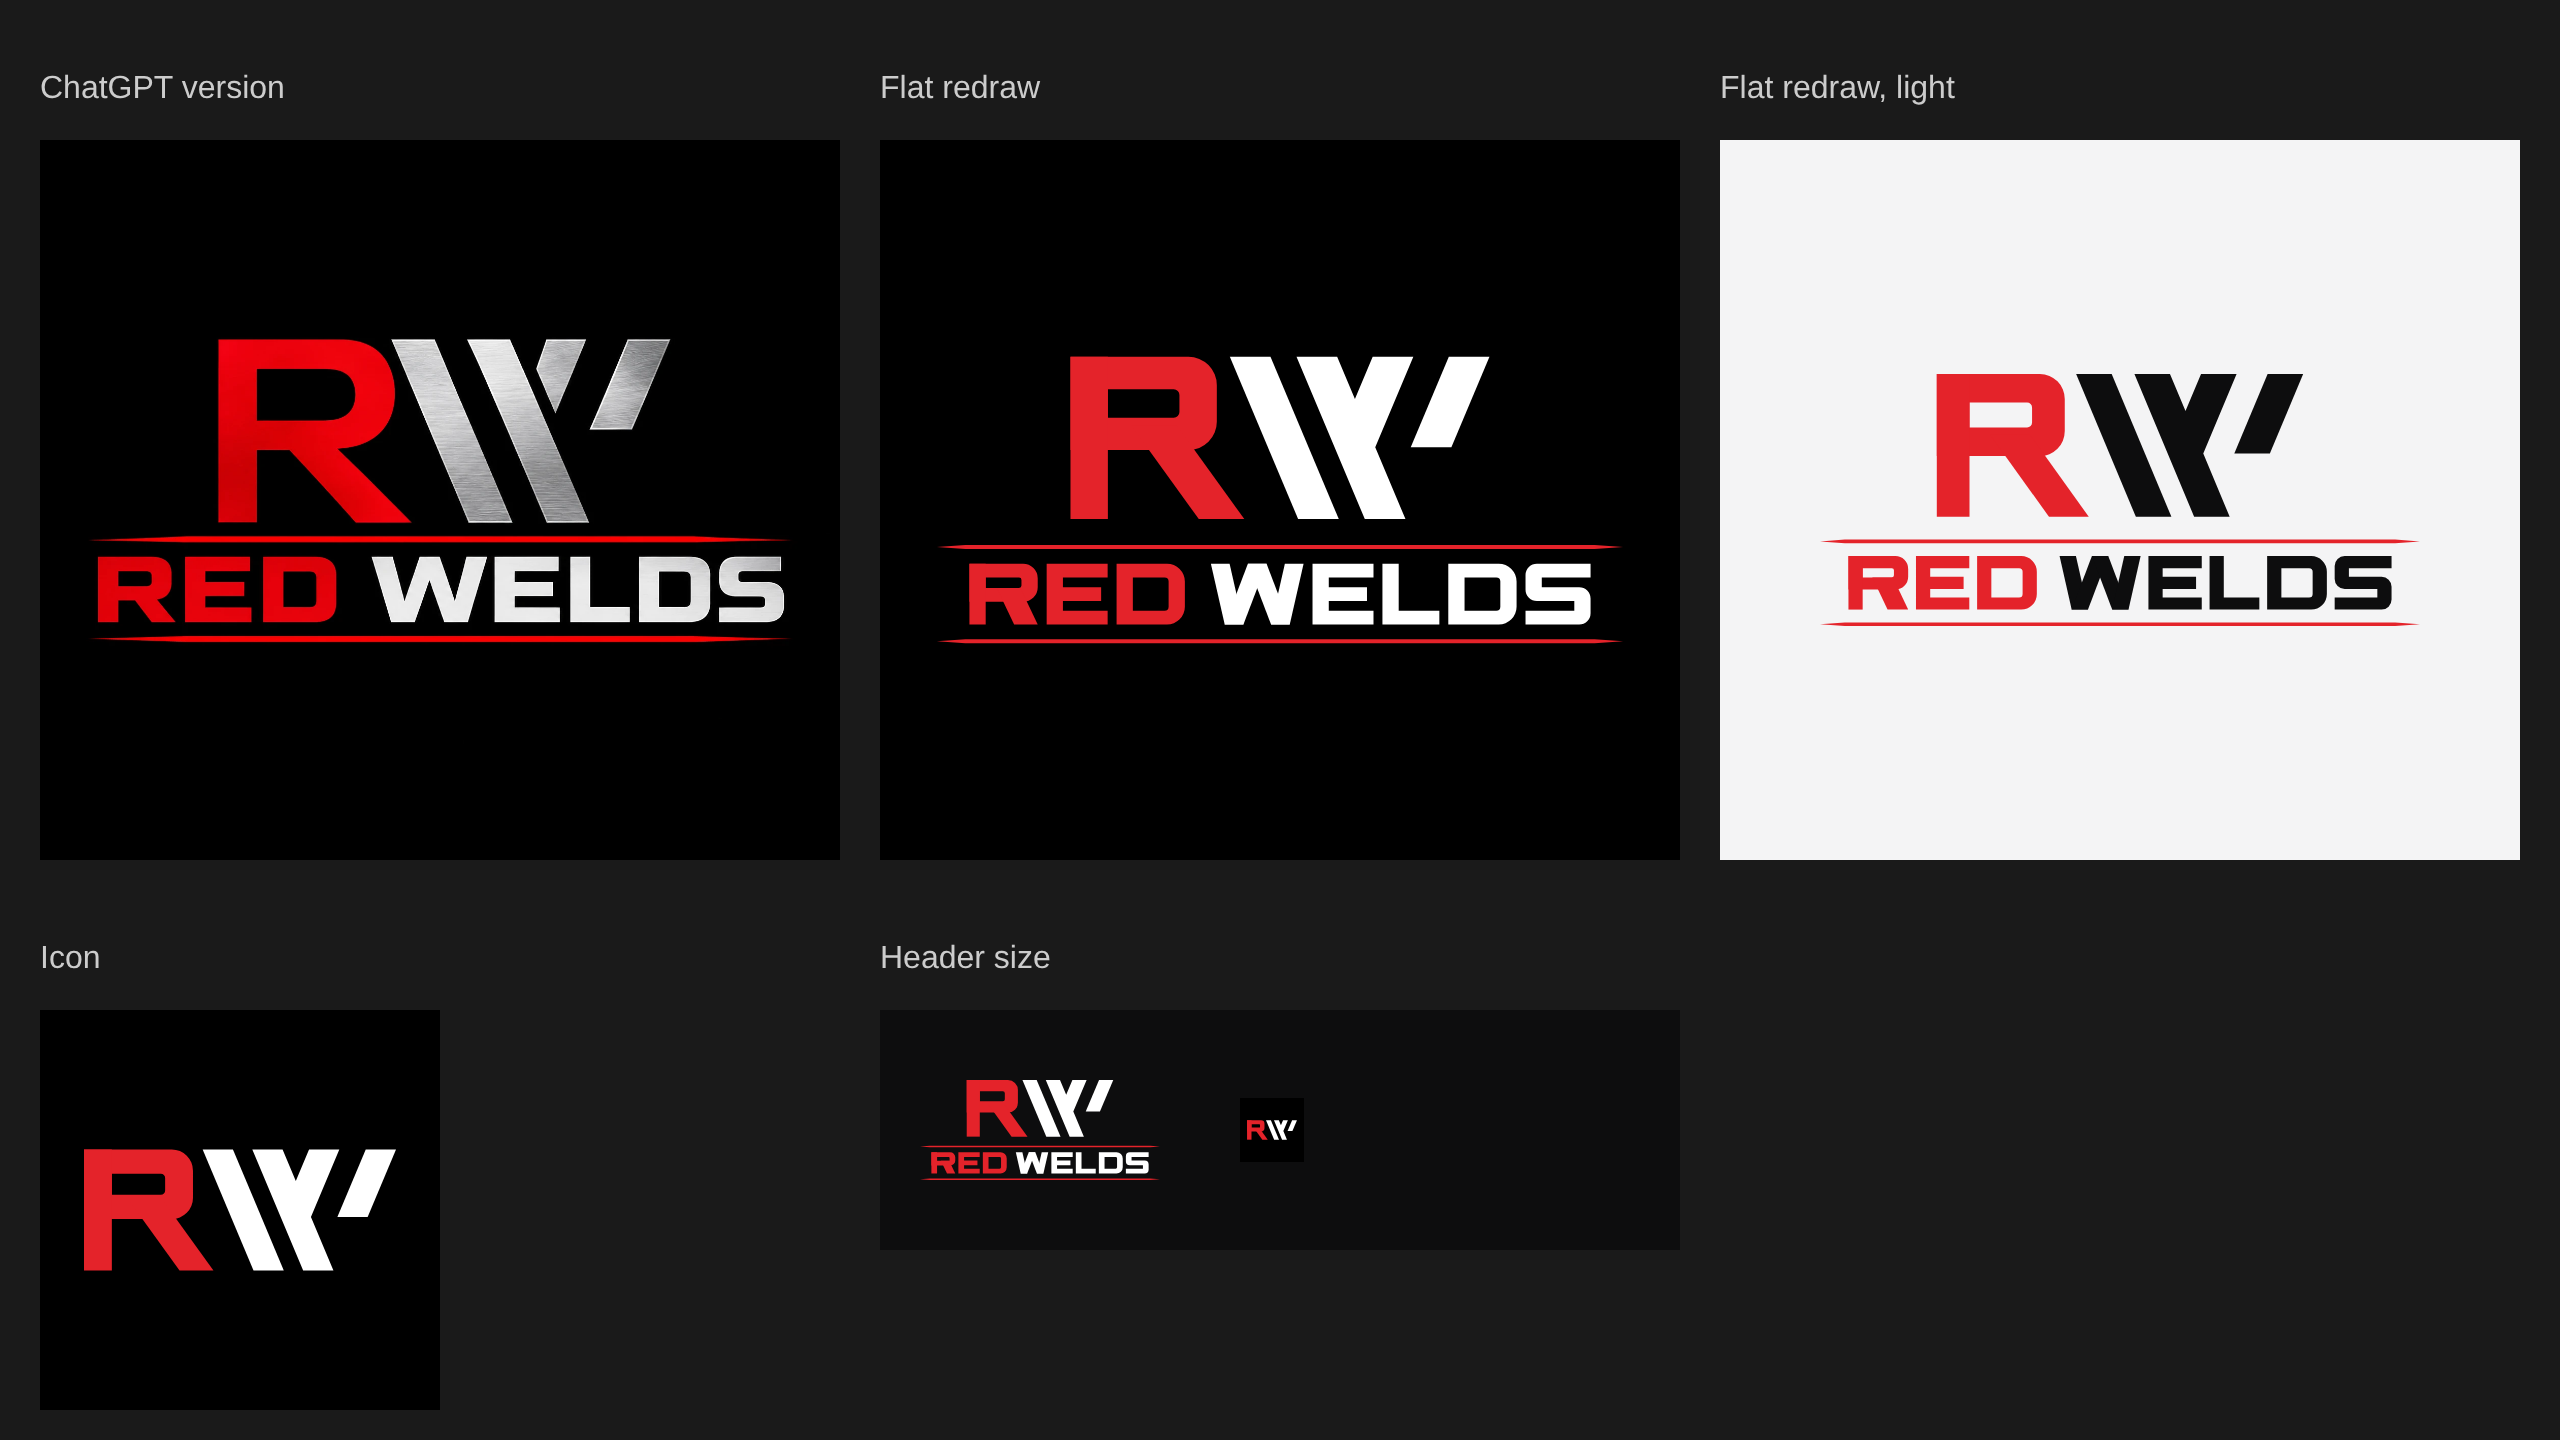 ChatGPT version
Flat redraw
Flat redraw, light
RW
RED WELDS
RW
RED WELDS
RW
RED WELDS
Icon
Header size
RW
RW
RED WELDS
RW